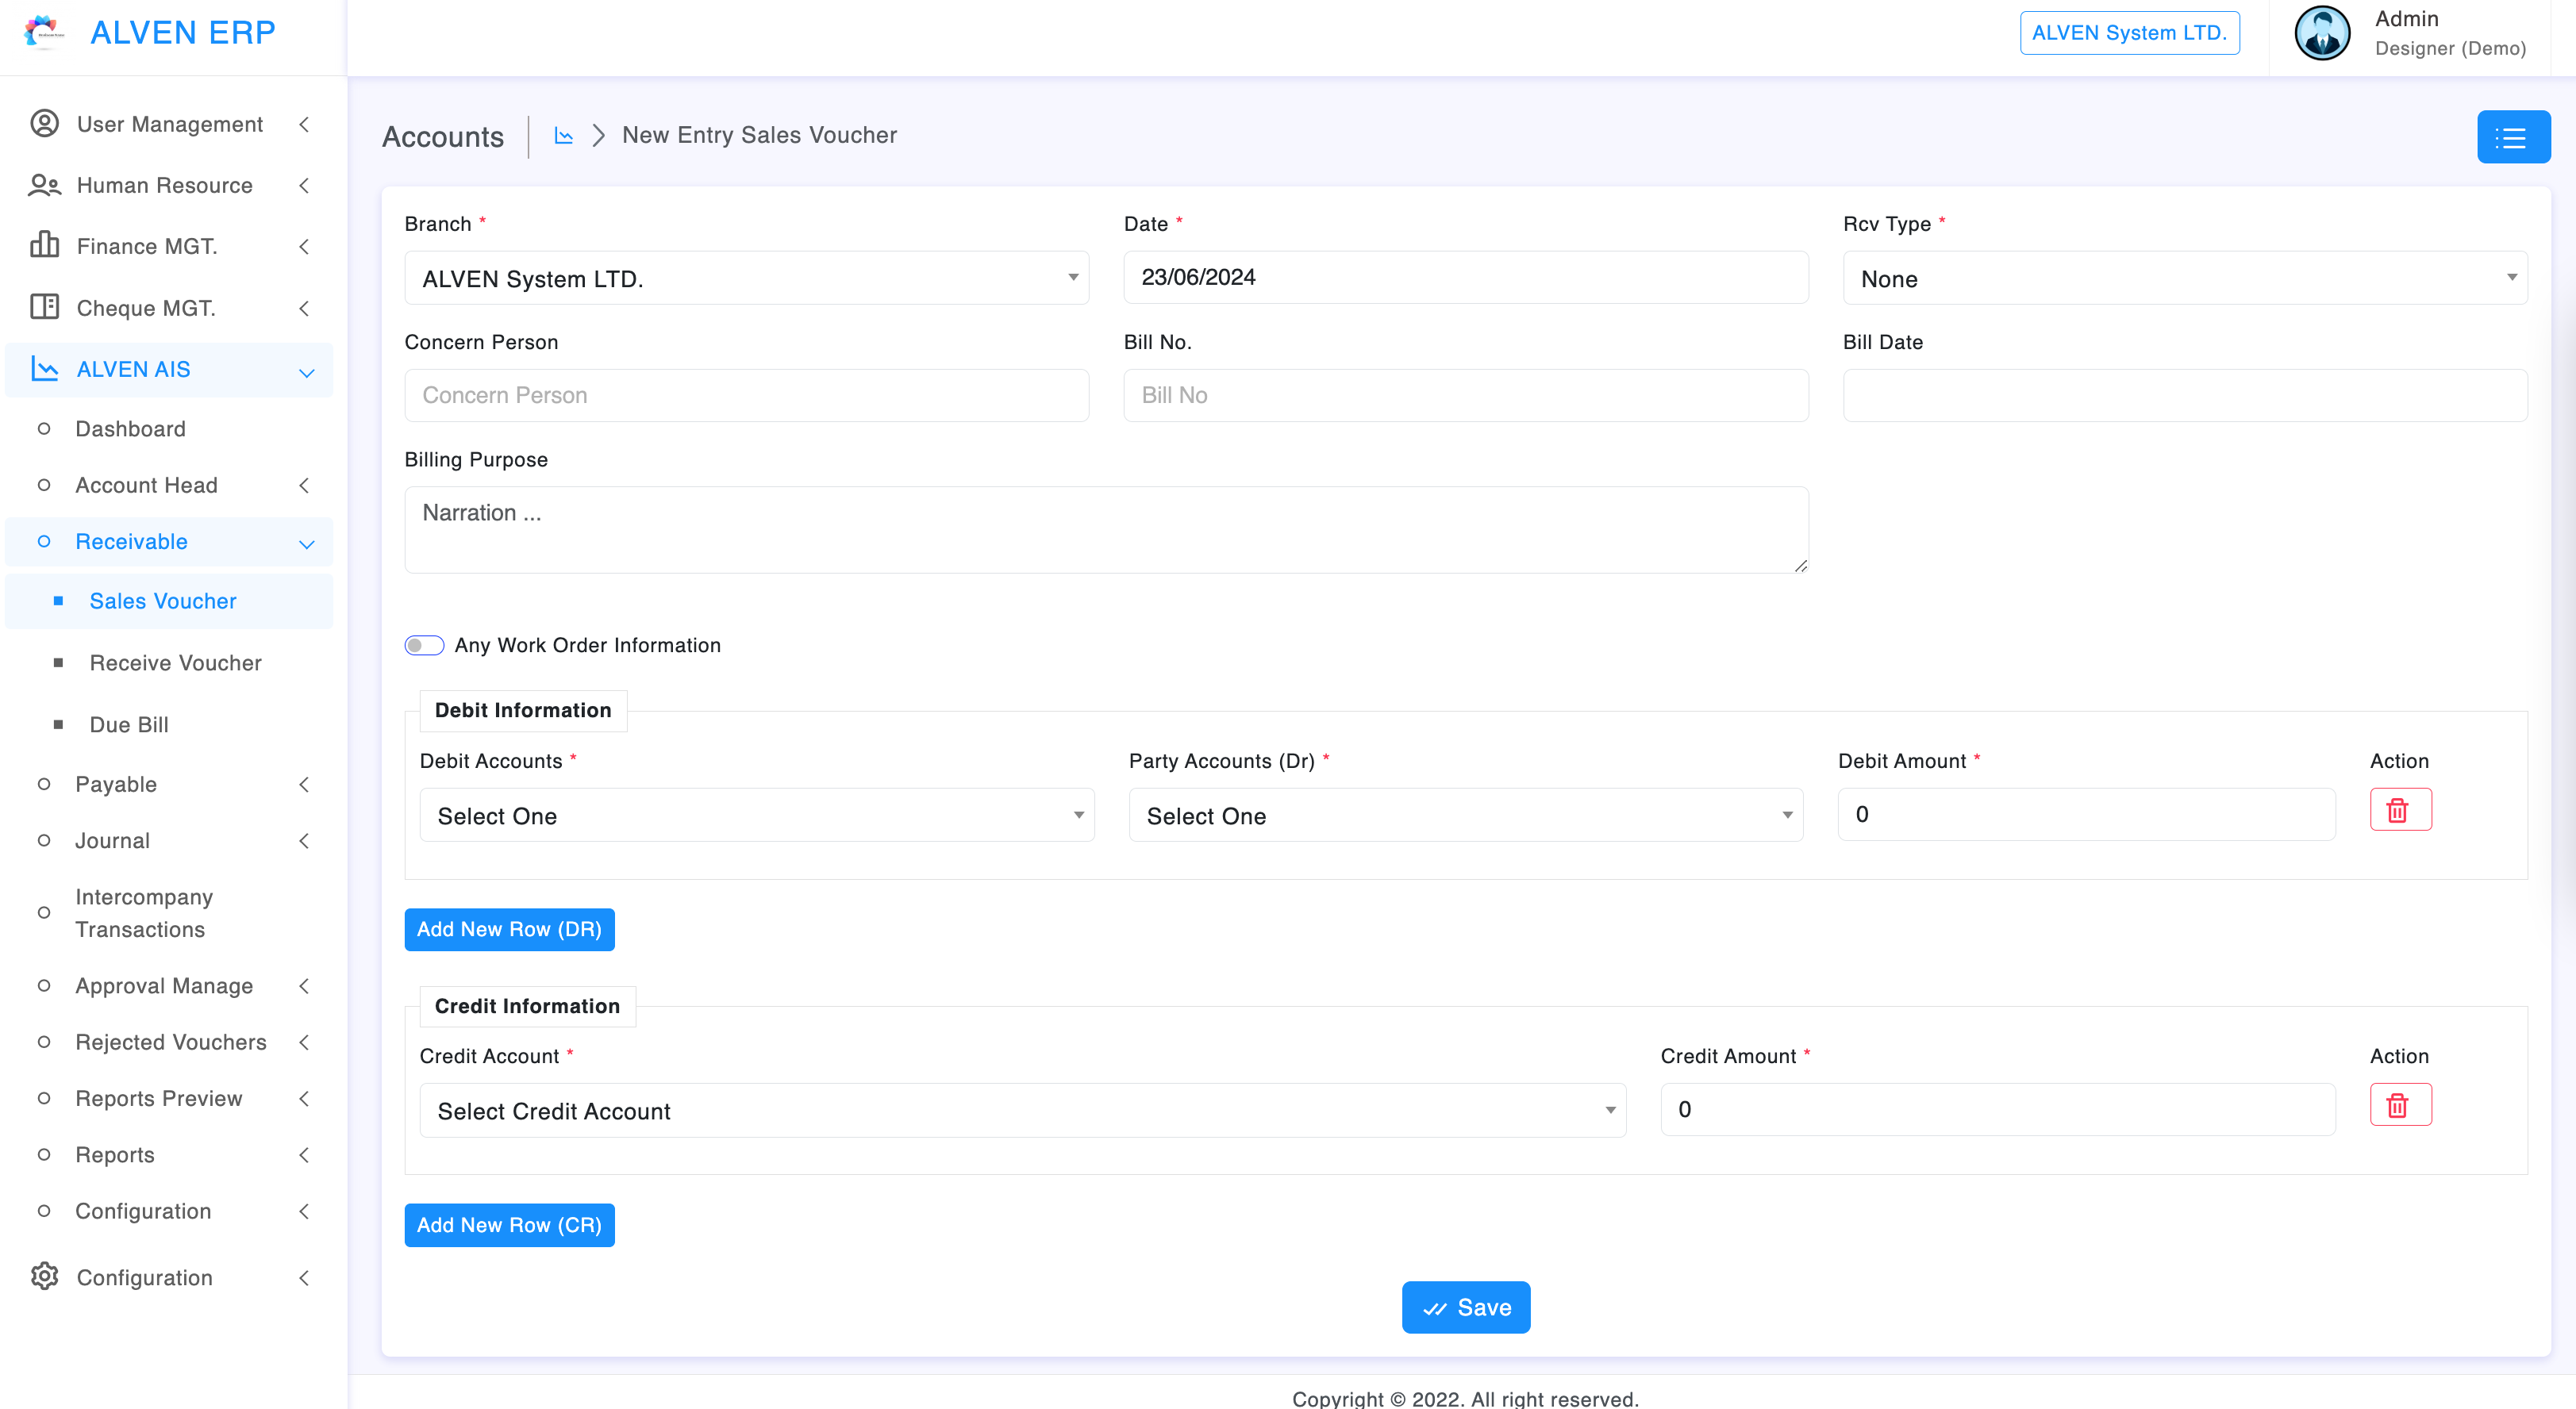 ALVEN ERP
ALVEN System LTD.
Admin
Designer (Demo)
User Management
Human Resource
Finance MGT.
Cheque MGT.
ALVEN AIS
Dashboard
Account Head
Receivable
Sales Voucher
Receive Voucher
Due Bill
Payable
Journal
Intercompany
Transactions
Approval Manage
Rejected Vouchers
Reports Preview
Reports
Configuration
Configuration
Accounts
New Entry Sales Voucher
Branch *
Date *
Rcv Type *
ALVEN System LTD.
23/06/2024
None
Concern Person
Bill No.
Bill Date
Concern Person
Bill No
Billing Purpose
Narration ...
Any Work Order Information
Debit Information
Debit Accounts *
Party Accounts (Dr) *
Debit Amount *
Action
Select One
Select One
0
Add New Row (DR)
Credit Information
Credit Account *
Credit Amount *
Action
Select Credit Account
0
Add New Row (CR)
Save
Copyright © 2022. All right reserved.